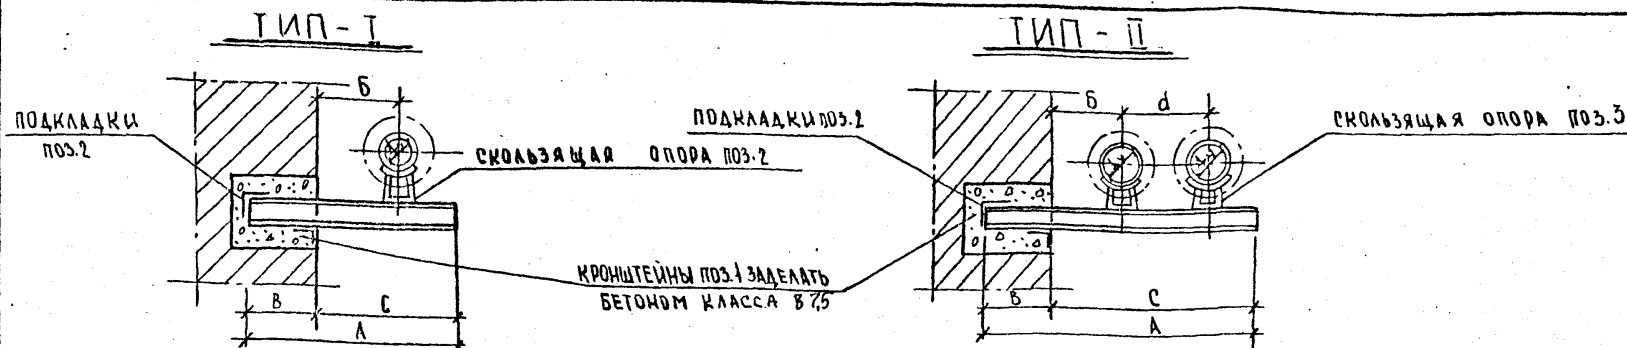 ТИП - I
ТИП - II
Б
Б
d
ПОДКЛАДКИ
ПОЗ.2
СКОЛЬЗЯЩАЯ ОПОРА ПОЗ.2
ПОДКЛАДКИ ПОЗ.2
СКОЛЬЗЯЩАЯ ОПОРА ПОЗ.3
КРОНШТЕЙНЫ ПОЗ.1 ЗАДЕЛАТЬ
БЕТОНОМ КЛАССА В 7,5
В
С
А
В
С
А